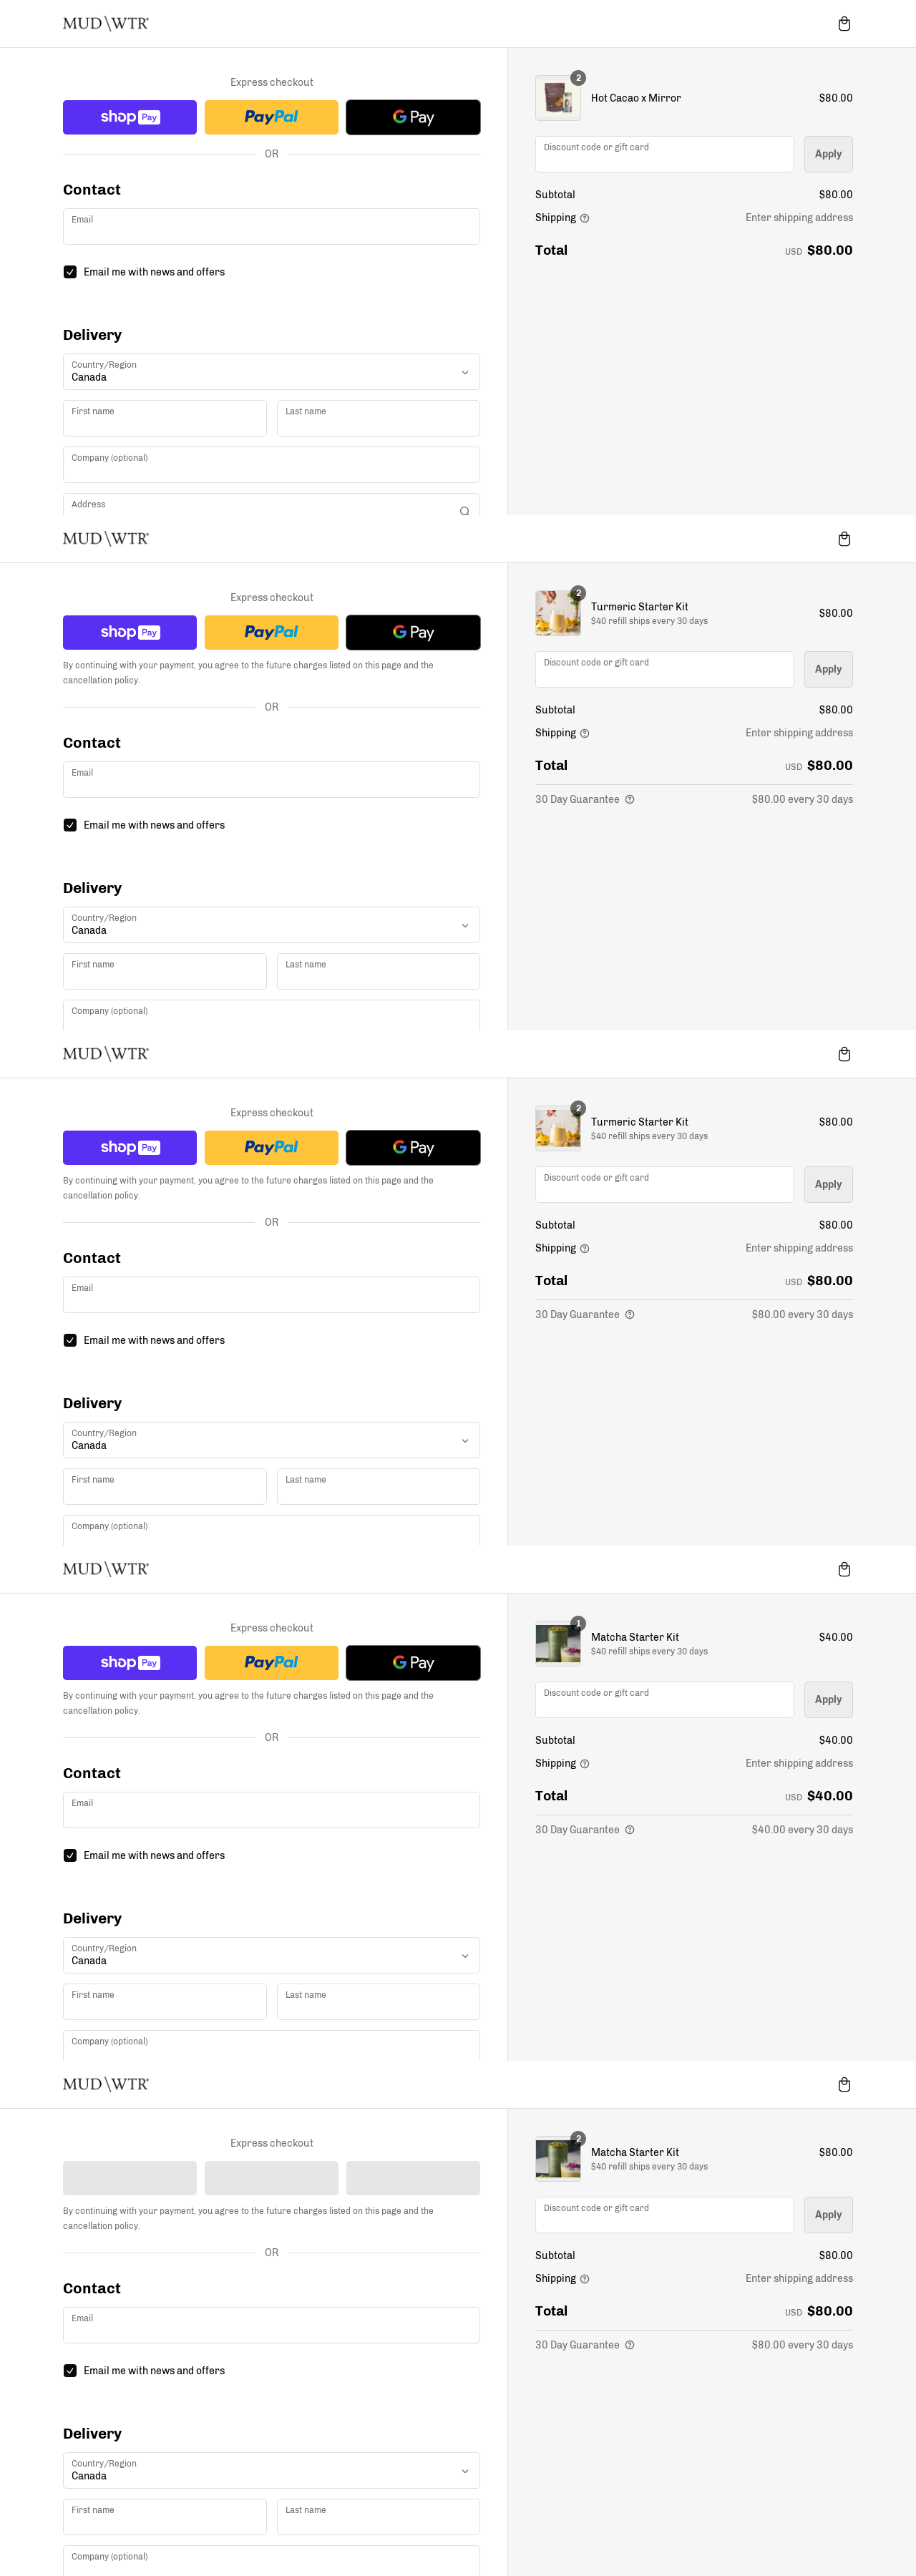 MUD\WTR
Express checkout
shop Pay
PayPal
G Pay
OR
Contact
Email
Email me with news and offers
Delivery
Country/Region
Canada
First name
Last name
Company (optional)
Address
2
Hot Cacao x Mirror
$80.00
Discount code or gift card
Apply
Subtotal
$80.00
Shipping
Enter shipping address
Total
USD $80.00
MUD\WTR
Express checkout
shop Pay
PayPal
G Pay
By continuing with your payment, you agree to the future charges listed on this page and the
cancellation policy.
OR
Contact
Email
Email me with news and offers
Delivery
Country/Region
Canada
First name
Last name
Company (optional)
2
Turmeric Starter Kit
$40 refill ships every 30 days
$80.00
Discount code or gift card
Apply
Subtotal
$80.00
Shipping
Enter shipping address
Total
USD $80.00
30 Day Guarantee
$80.00 every 30 days
MUD\WTR
Express checkout
shop Pay
PayPal
G Pay
By continuing with your payment, you agree to the future charges listed on this page and the
cancellation policy.
OR
Contact
Email
Email me with news and offers
Delivery
Country/Region
Canada
First name
Last name
Company (optional)
2
Turmeric Starter Kit
$40 refill ships every 30 days
$80.00
Discount code or gift card
Apply
Subtotal
$80.00
Shipping
Enter shipping address
Total
USD $80.00
30 Day Guarantee
$80.00 every 30 days
MUD\WTR
Express checkout
shop Pay
PayPal
G Pay
By continuing with your payment, you agree to the future charges listed on this page and the
cancellation policy.
OR
Contact
Email
Email me with news and offers
Delivery
Country/Region
Canada
First name
Last name
Company (optional)
1
Matcha Starter Kit
$40 refill ships every 30 days
$40.00
Discount code or gift card
Apply
Subtotal
$40.00
Shipping
Enter shipping address
Total
USD $40.00
30 Day Guarantee
$40.00 every 30 days
MUD\WTR
Express checkout
By continuing with your payment, you agree to the future charges listed on this page and the
cancellation policy.
OR
Contact
Email
Email me with news and offers
Delivery
Country/Region
Canada
First name
Last name
Company (optional)
2
Matcha Starter Kit
$40 refill ships every 30 days
$80.00
Discount code or gift card
Apply
Subtotal
$80.00
Shipping
Enter shipping address
Total
USD $80.00
30 Day Guarantee
$80.00 every 30 days